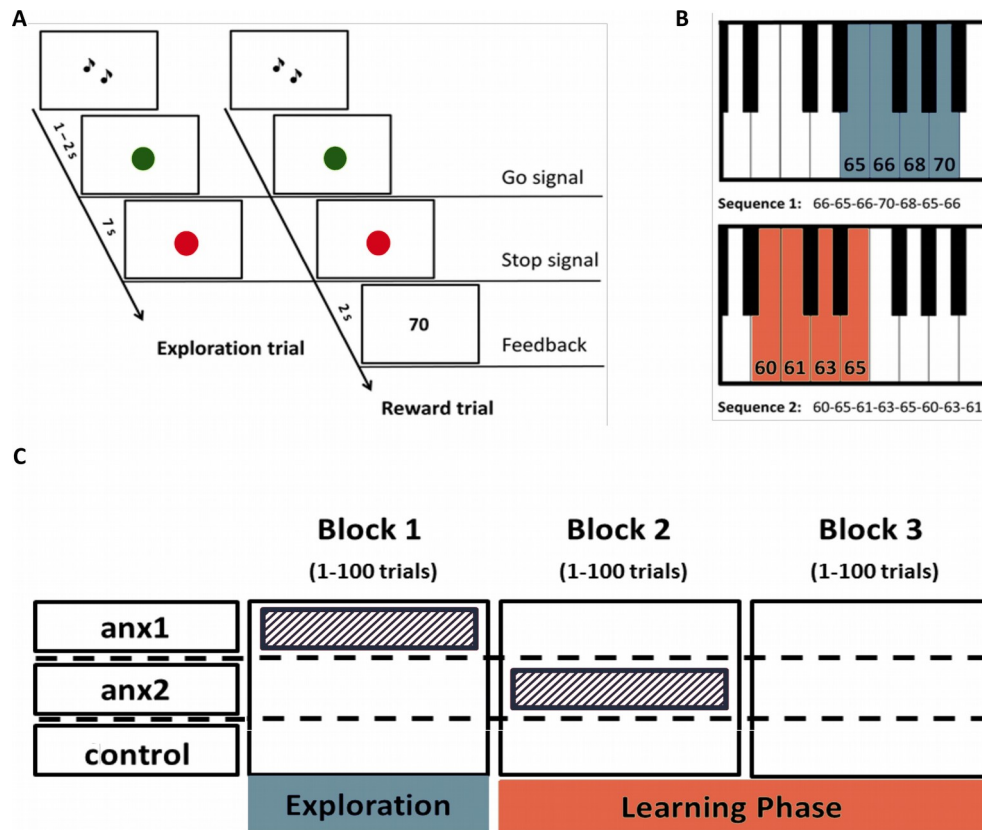 A
1 – 2 s
7 s
Go signal
Stop signal
2 s
70
Feedback
Exploration trial
Reward trial
B
65 66 68 70
Sequence 1: 66-65-66-70-68-65-66
60 61 63 65
Sequence 2: 60-65-61-63-65-60-63-61
C
Block 1 Block 2 Block 3
(1-100 trials) (1-100 trials) (1-100 trials)
anx1
anx2
control
Exploration Learning Phase